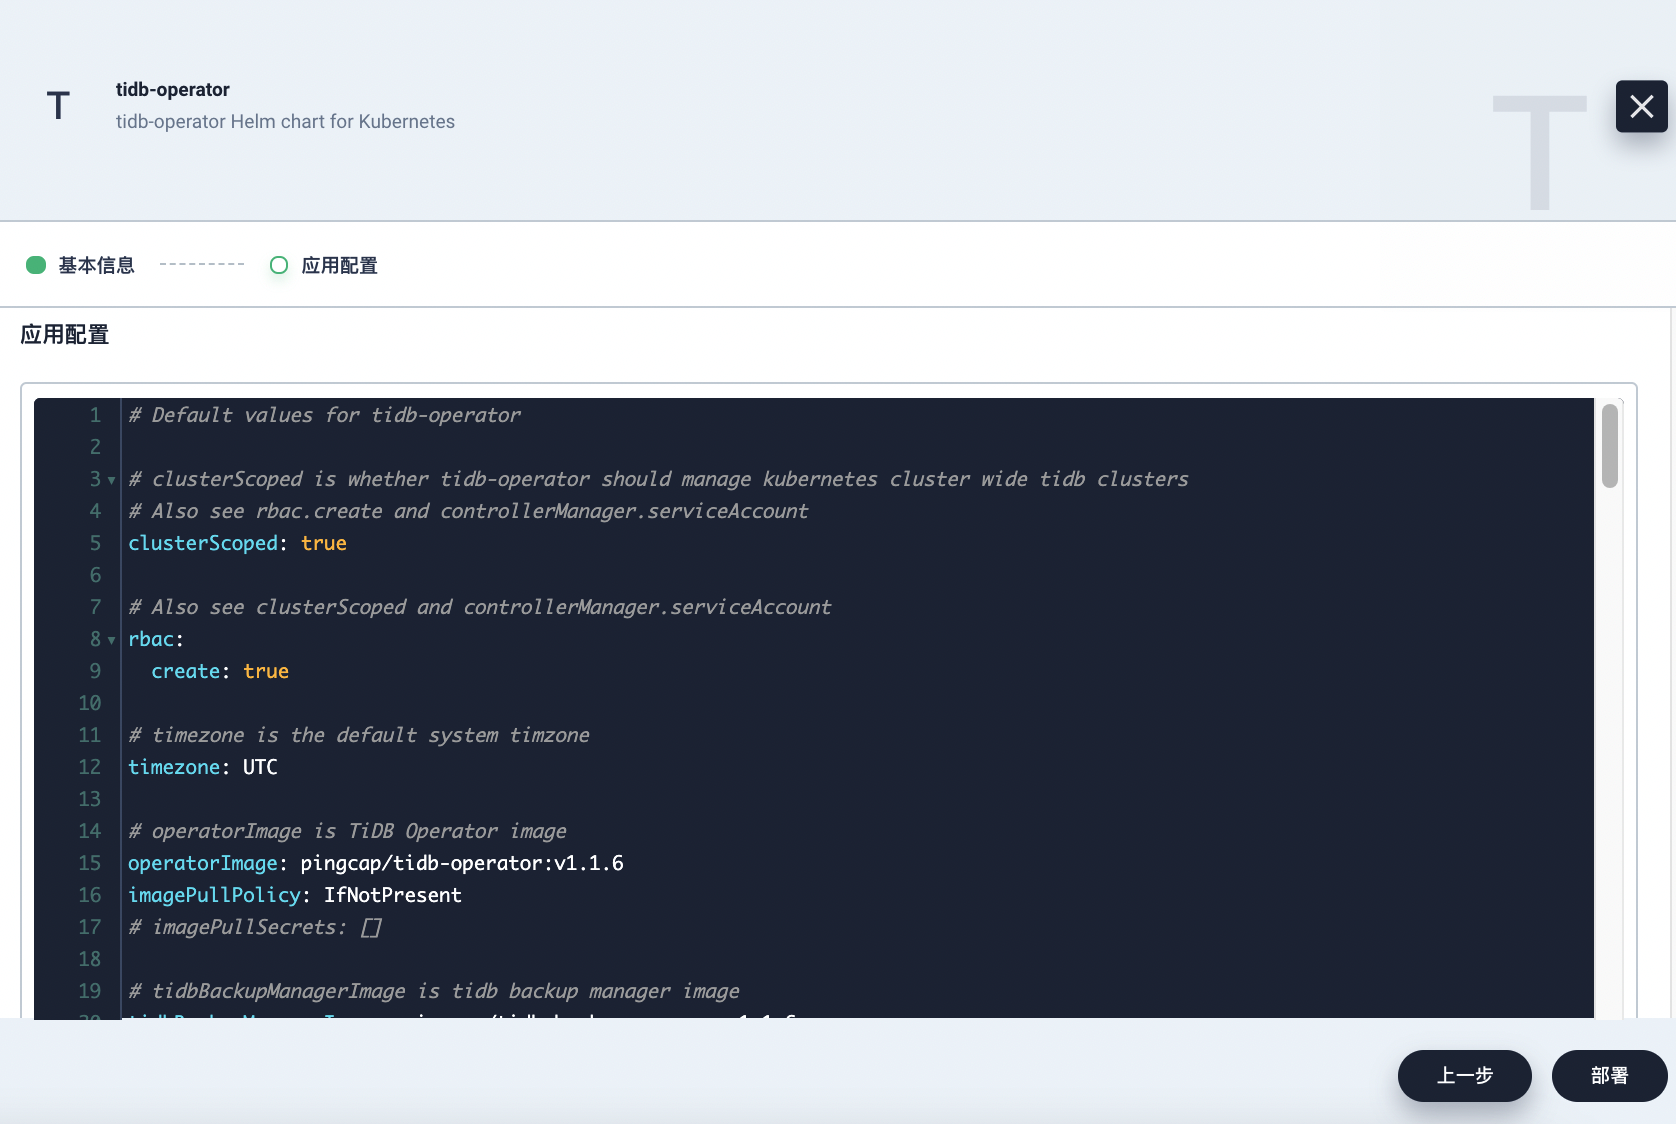 T
tidb-operator
tidb-operator Helm chart for Kubernetes
T
基本信息
应用配置
应用配置
1 # Default values for tidb-operator
2
3 # clusterScoped is whether tidb-operator should manage kubernetes cluster wide tidb clusters
4 # Also see rbac.create and controllerManager.serviceAccount
5 clusterScoped: true
6
7 # Also see clusterScoped and controllerManager.serviceAccount
8 rbac:
9   create: true
10
11 # timezone is the default system timzone
12 timezone: UTC
13
14 # operatorImage is TiDB Operator image
15 operatorImage: pingcap/tidb-operator:v1.1.6
16 imagePullPolicy: IfNotPresent
17 # imagePullSecrets: []
18
19 # tidbBackupManagerImage is tidb backup manager image
上一步
部署